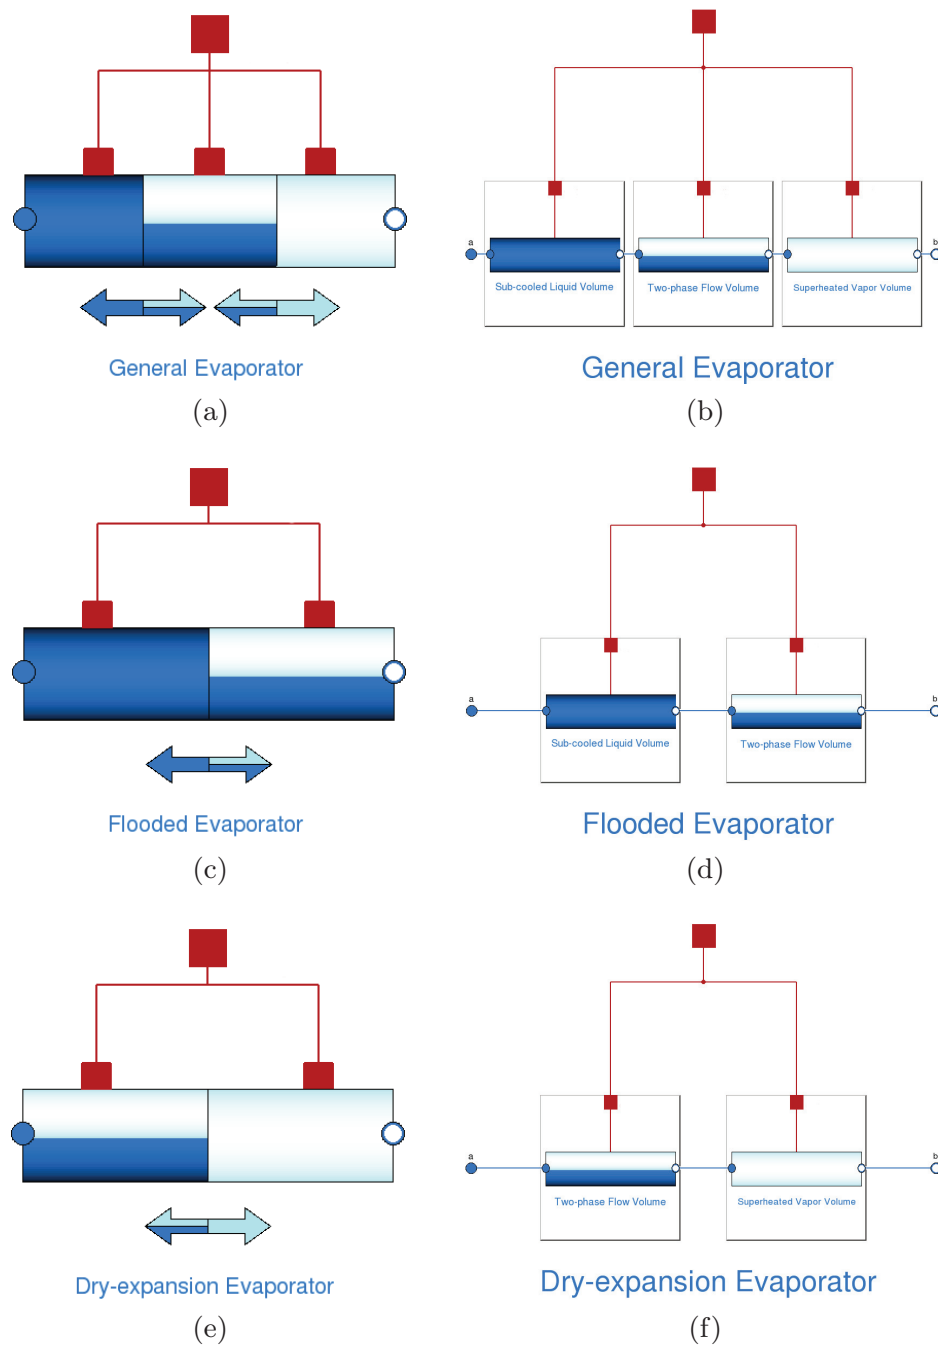 a
b
Sub-cooled Liquid Volume
Two-phase Flow Volume
Superheated Vapor Volume
General Evaporator
General Evaporator
(a)
(b)
a
b
Sub-cooled Liquid Volume
Two-phase Flow Volume
Flooded Evaporator
Flooded Evaporator
(c)
(d)
a
b
Two-phase Flow Volume
Superheated Vapor Volume
Dry-expansion Evaporator
Dry-expansion Evaporator
(e)
(f)